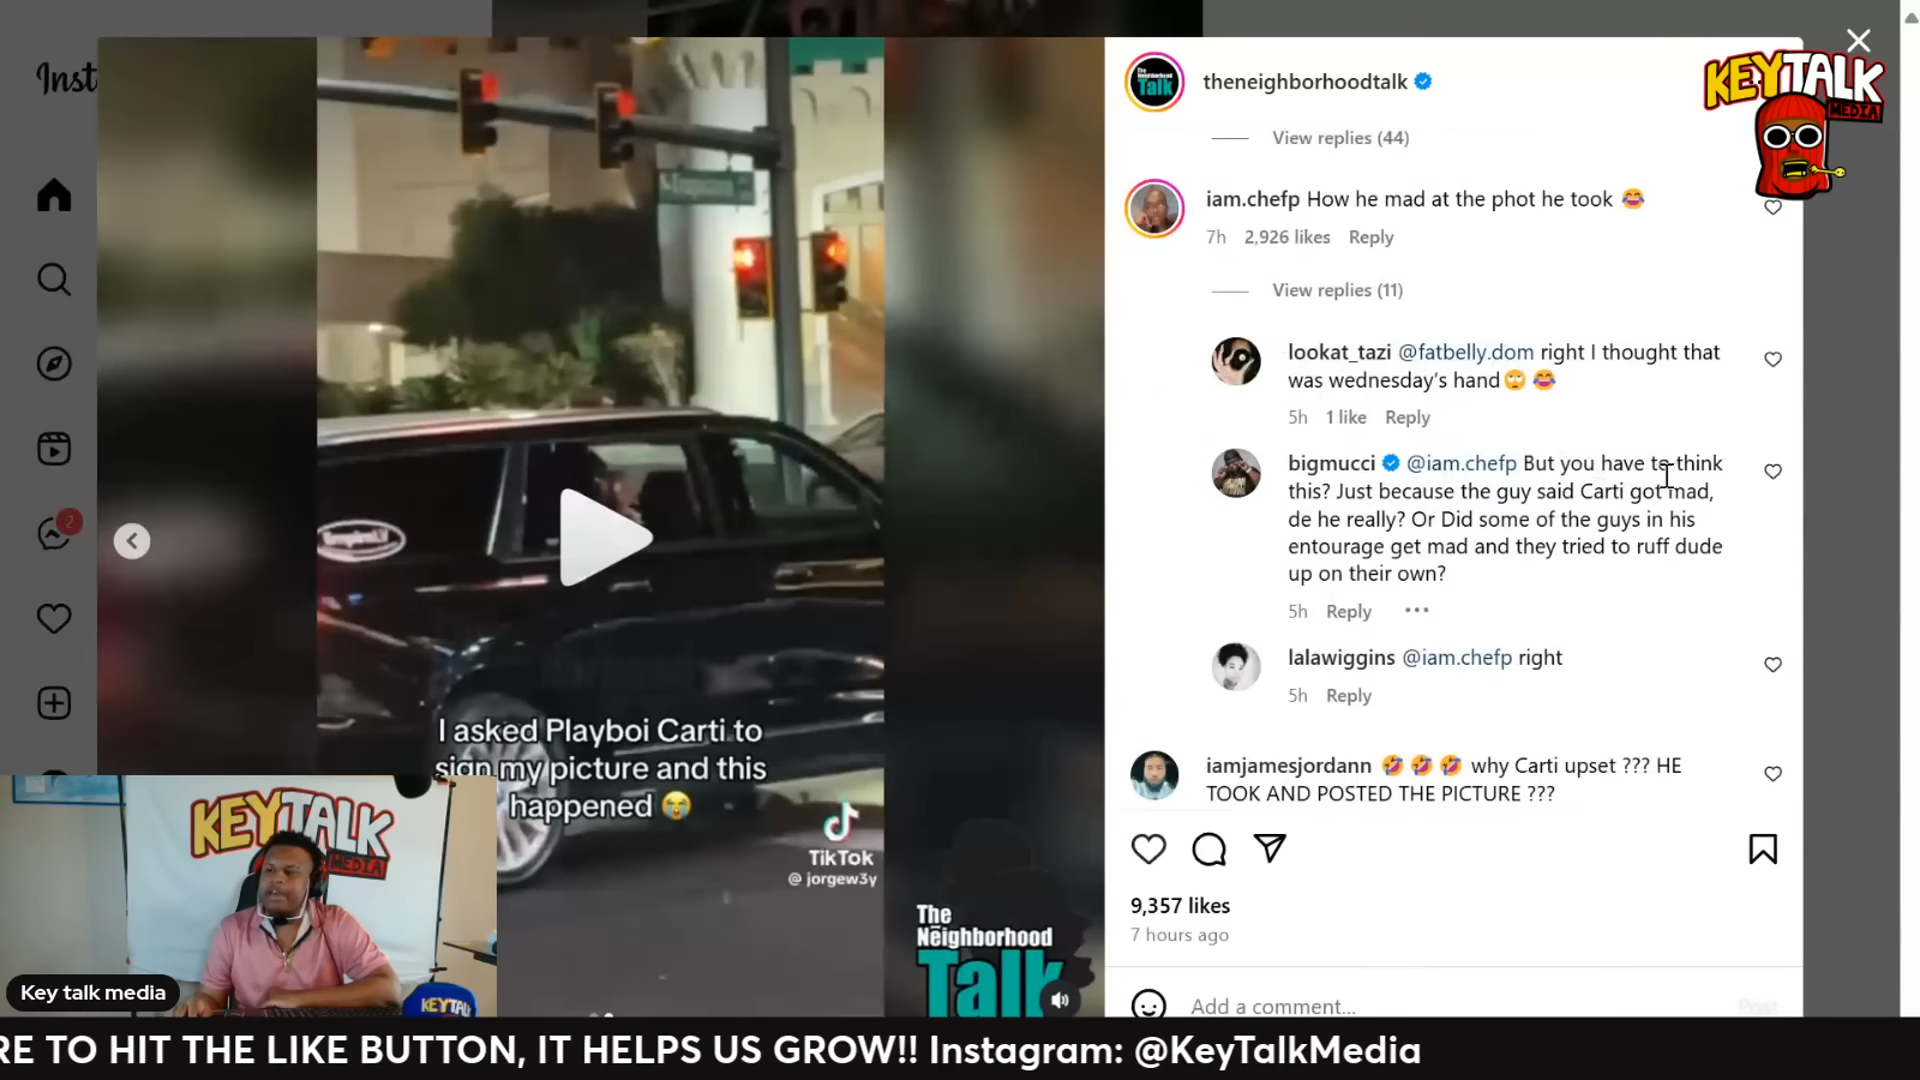 Inst
theneighborhoodtalk
View replies (44)
iam.chefp How he mad at the phot he took 😂
7h 2,926 likes Reply
View replies (11)
lookat_tazi @fatbelly.dom right I thought that
was wednesday's hand🙄 😂
5h 1 like Reply
bigmucci @iam.chefp But you have to think
this? Just because the guy said Carti got mad,
de he really? Or Did some of the guys in his
entourage get mad and they tried to ruff dude
up on their own?
5h Reply
lalawiggins @iam.chefp right
5h Reply
iamjamesjordann 🤣 🤣 🤣 why Carti upset ??? HE
TOOK AND POSTED THE PICTURE ???
9,357 likes
7 hours ago
Add a comment...
Post
KEYTALK
MEDIA
The
Neighborhood
Talk
2
I asked Playboi Carti to
sign my picture and this
happened 😭
TikTok
@ jorgew3y
The
Neighborhood
Talk
KEYTALK
MEDIA
KEYTAL
Key talk media
RE TO HIT THE LIKE BUTTON, IT HELPS US GROW!! Instagram: @KeyTalkMedia